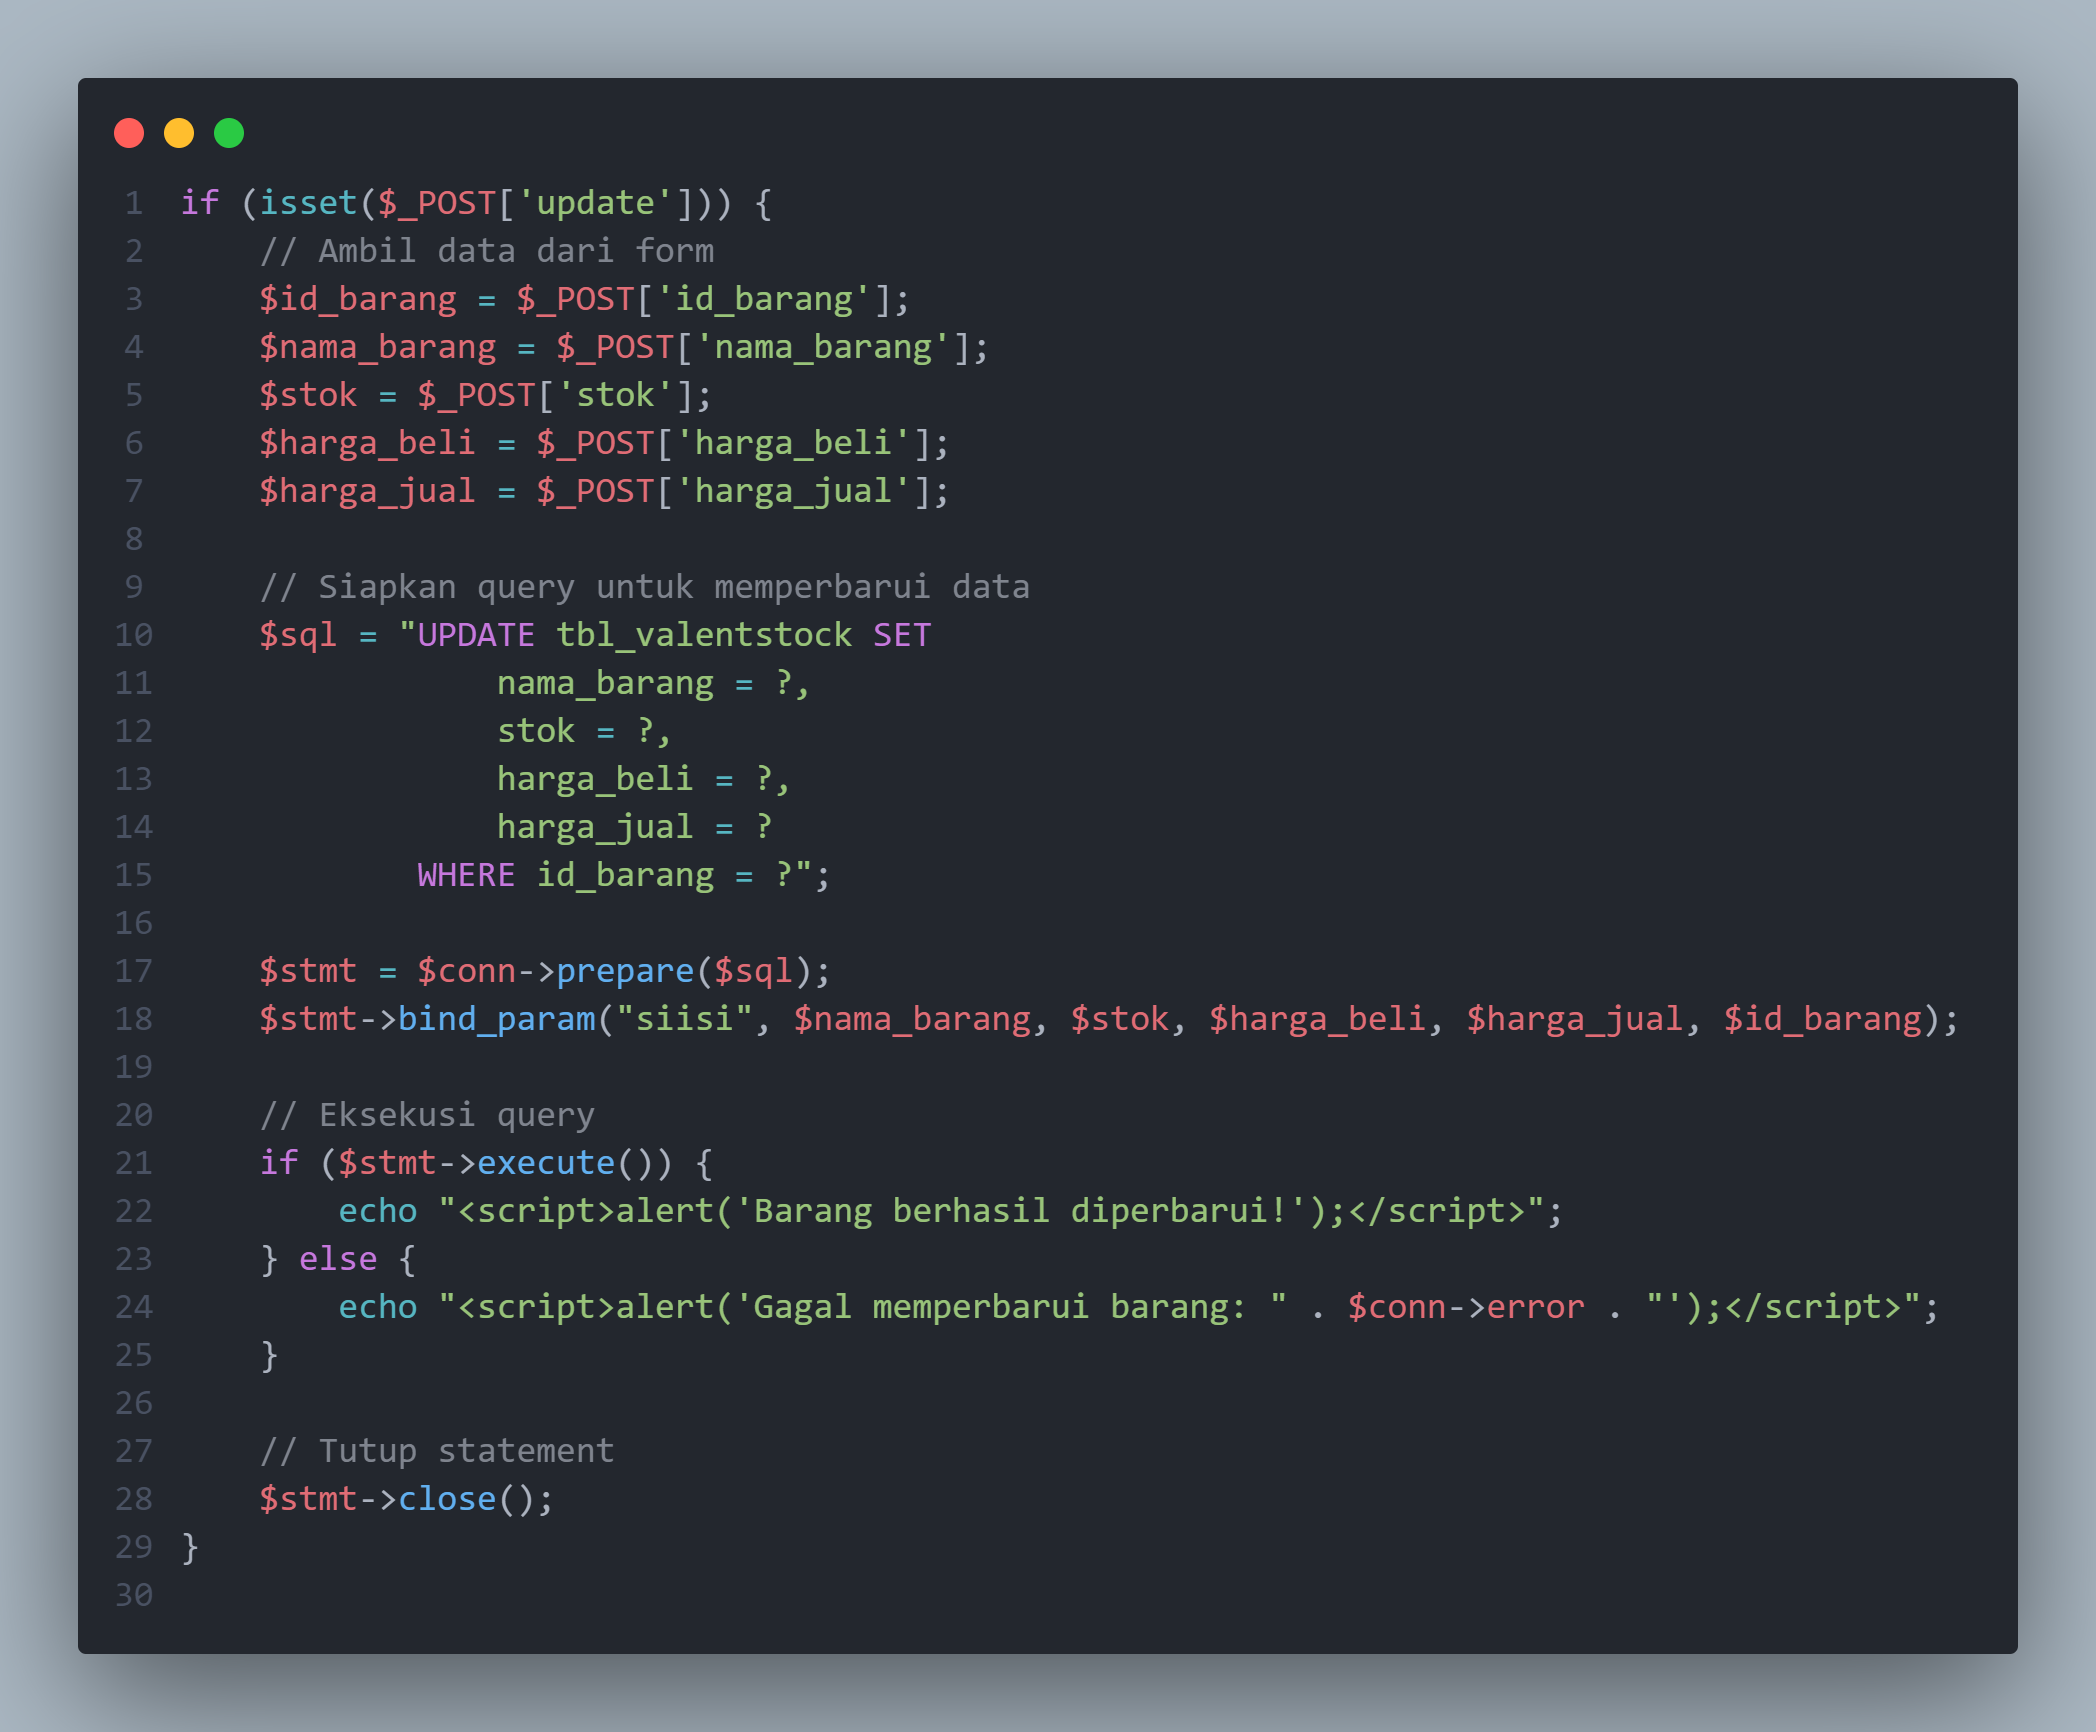 1 if (isset($_POST['update'])) {
2     // Ambil data dari form
3     $id_barang = $_POST['id_barang'];
4     $nama_barang = $_POST['nama_barang'];
5     $stok = $_POST['stok'];
6     $harga_beli = $_POST['harga_beli'];
7     $harga_jual = $_POST['harga_jual'];
8
9     // Siapkan query untuk memperbarui data
10     $sql = "UPDATE tbl_valentstock SET
11                 nama_barang = ?,
12                 stok = ?,
13                 harga_beli = ?,
14                 harga_jual = ?
15             WHERE id_barang = ?";
16
17     $stmt = $conn->prepare($sql);
18     $stmt->bind_param("siisi", $nama_barang, $stok, $harga_beli, $harga_jual, $id_barang);
19
20     // Eksekusi query
21     if ($stmt->execute()) {
22         echo "<script>alert('Barang berhasil diperbarui!');</script>";
23     } else {
24         echo "<script>alert('Gagal memperbarui barang: " . $conn->error . "');</script>";
25     }
26
27     // Tutup statement
28     $stmt->close();
29 }
30